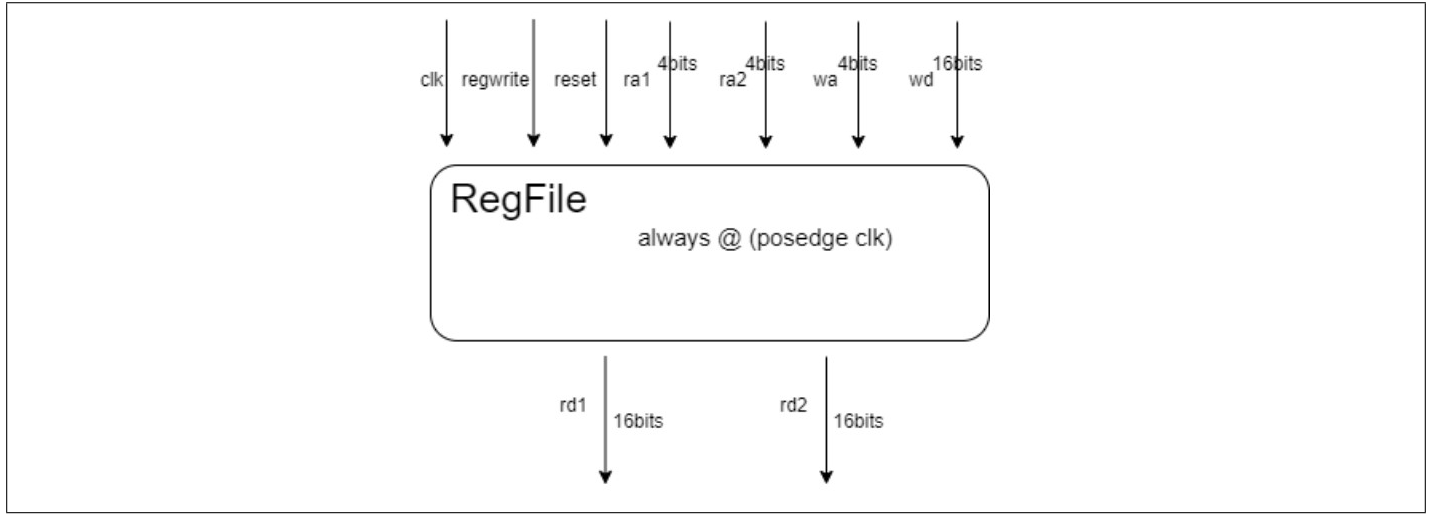 4bits 4bits 4bits 16bits
clk regwrite reset ra1 ra2 wa wd
RegFile
always @ (posedge clk)
rd1 rd2
16bits 16bits